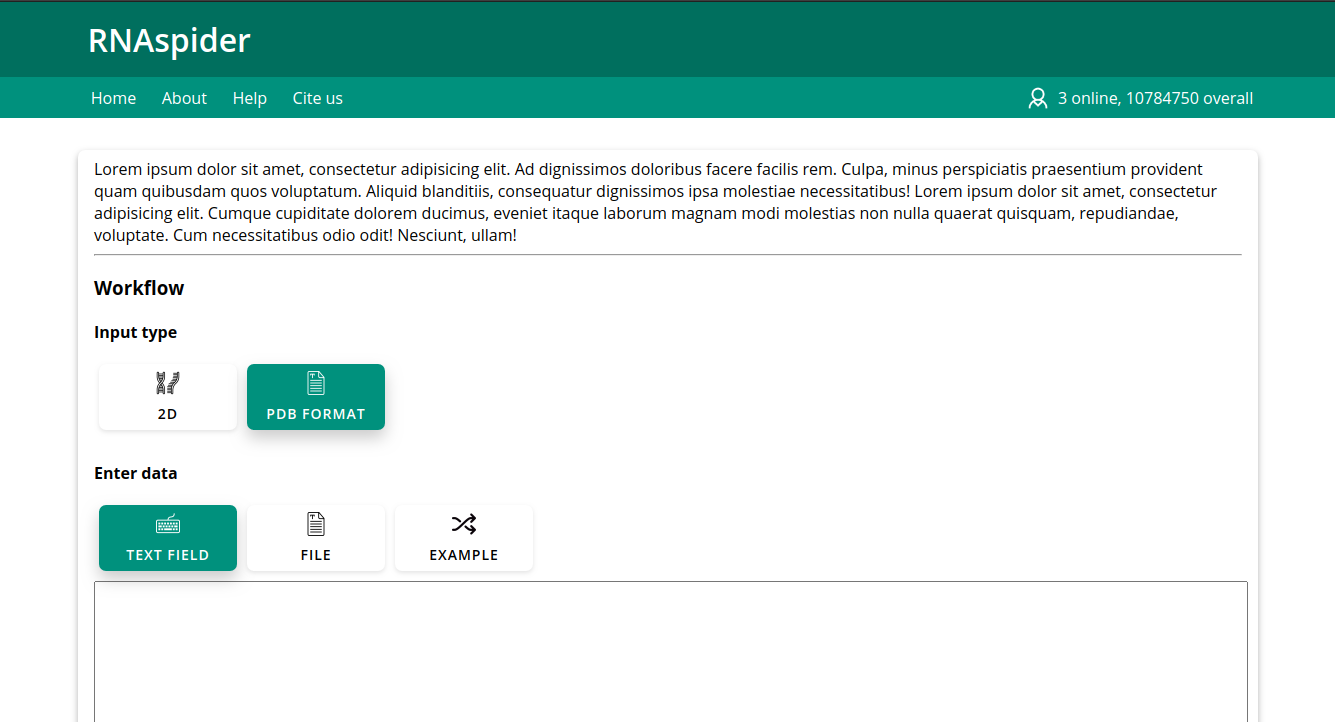 RNAspider
Home About Help Cite us 3 online, 10784750 overall
Lorem ipsum dolor sit amet, consectetur adipisicing elit. Ad dignissimos doloribus facere facilis rem. Culpa, minus perspiciatis praesentium provident
quam quibusdam quos voluptatum. Aliquid blanditiis, consequatur dignissimos ipsa molestiae necessitatibus! Lorem ipsum dolor sit amet, consectetur
adipisicing elit. Cumque cupiditate dolorem ducimus, eveniet itaque laborum magnam modi molestias non nulla quaerat quisquam, repudiandae,
voluptate. Cum necessitatibus odio odit! Nesciunt, ullam!
Workflow
Input type
2D PDB FORMAT
Enter data
TEXT FIELD FILE EXAMPLE